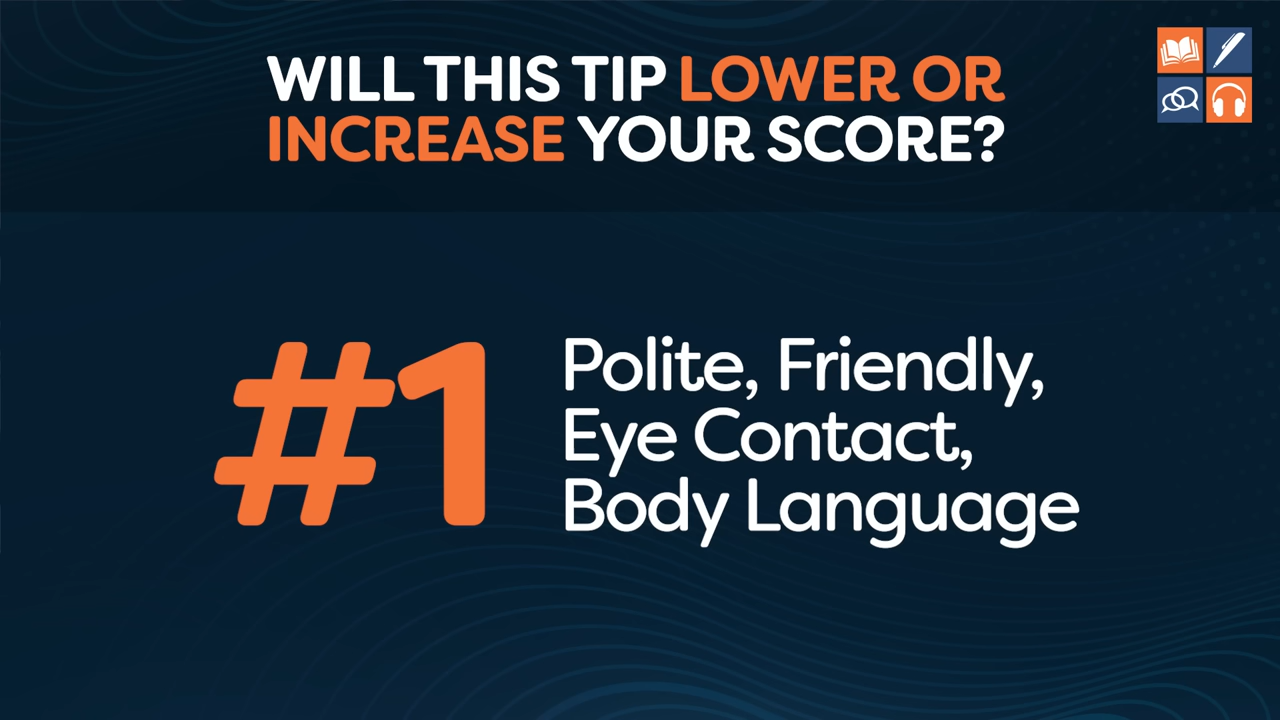 WILL THIS TIP LOWER OR
INCREASE YOUR SCORE?
#1
Polite, Friendly,
Eye Contact,
Body Language